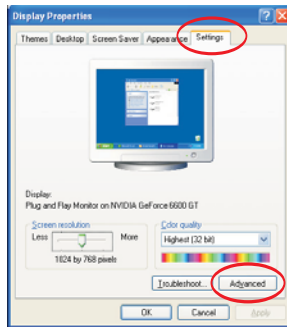 Display Properties
Themes Desktop Screen Saver Appearance Settings
Display:
Plug and Play Monitor on NVIDIA GeForce 6600 GT
Screen resolution
Less More
1024 by 768 pixels
Color quality
Highest (32 bit)
Troubleshoot... Advanced
OK Cancel Apply